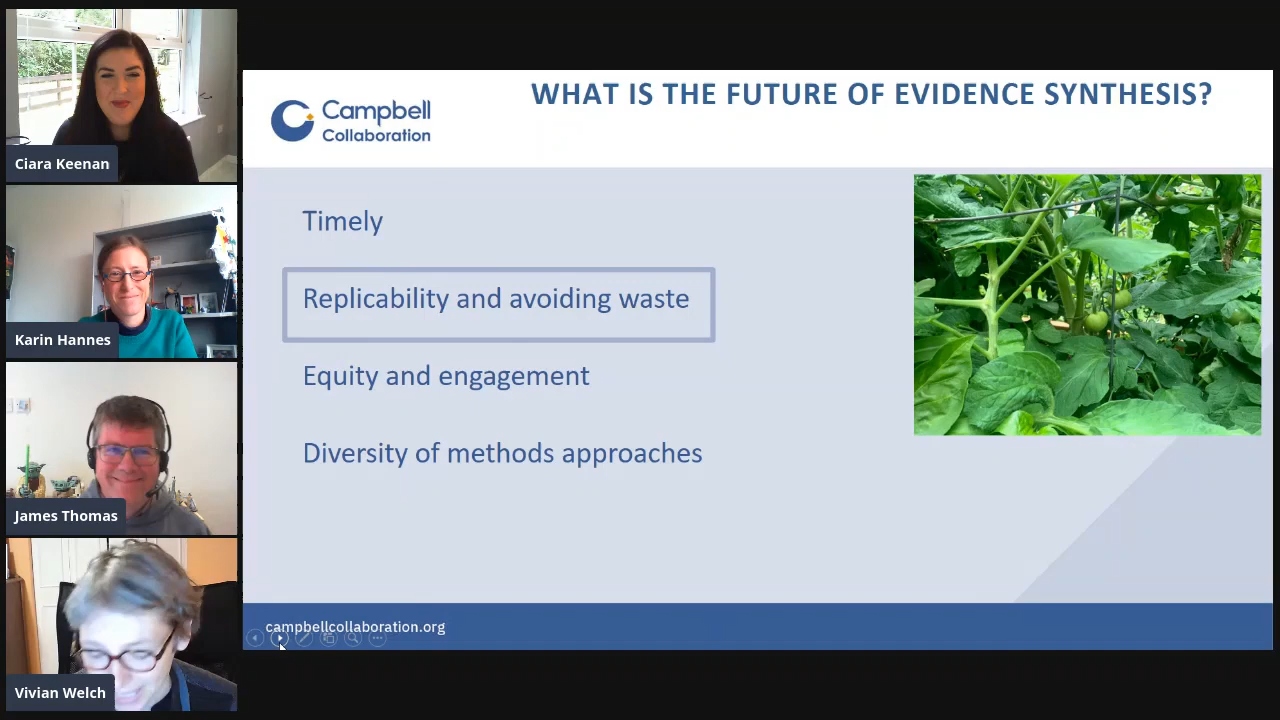 Ciara Keenan
Karin Hannes
James Thomas
Vivian Welch
Campbell
Collaboration
WHAT IS THE FUTURE OF EVIDENCE SYNTHESIS?
Timely
Replicability and avoiding waste
Equity and engagement
Diversity of methods approaches
campbellcollaboration.org